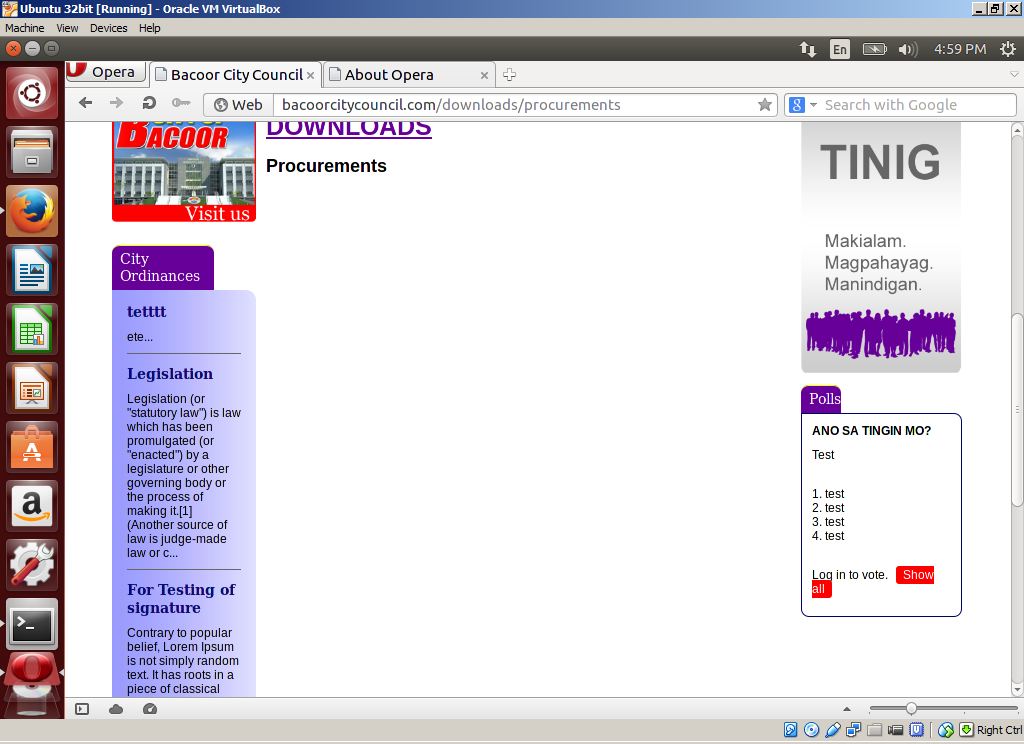 Ubuntu 32bit [Running] - Oracle VM VirtualBox
Machine View Devices Help
En
4:59 PM
Opera
Bacoor City Council
About Opera
Web
bacoorcitycouncil.com/downloads/procurements
Search with Google
BACOOR
Visit us
DOWNLOADS
Procurements
City
Ordinances
tetttt
ete...
Legislation
Legislation (or
"statutory law") is law
which has been
promulgated (or
"enacted") by a
legislature or other
governing body or
the process of
making it.[1]
(Another source of
law is judge-made
law or c...
For Testing of
signature
Contrary to popular
belief, Lorem Ipsum
is not simply random
text. It has roots in a
piece of classical
TINIG
Makialam.
Magpahayag.
Manindigan.
Polls
ANO SA TINGIN MO?
Test
1. test
2. test
3. test
4. test
Log in to vote. Show
all
Right Ctrl